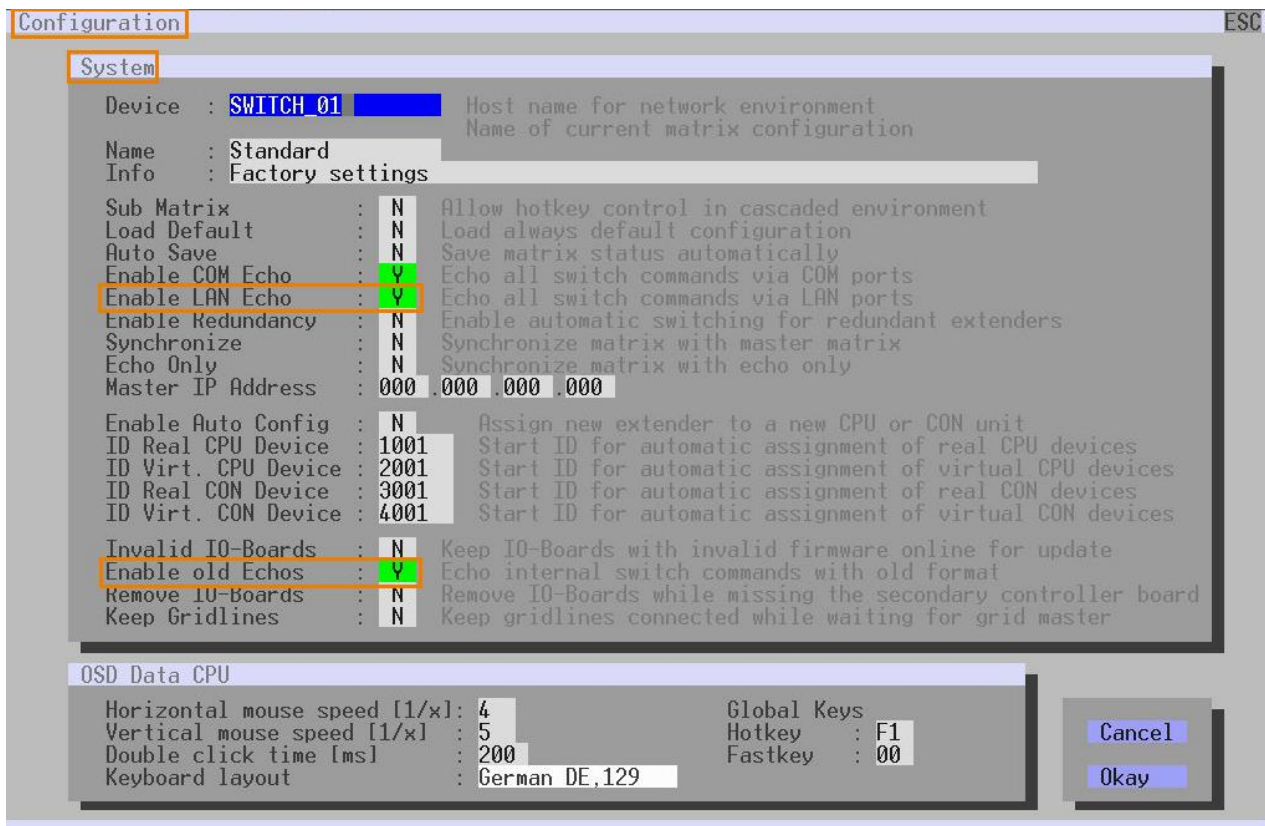 Configuration ESC
System
Device : SWITCH_01 Host name for network environment
Name of current matrix configuration
Name : Standard
Info : Factory settings
Sub Matrix : N Allow hotkey control in cascaded environment
Load Default : N Load always default configuration
Auto Save : N Save matrix status automatically
Enable COM Echo : Y Echo all switch commands via COM ports
Enable LAN Echo : Y Echo all switch commands via LAN ports
Enable Redundancy : N Enable automatic switching for redundant extenders
Synchronize : N Synchronize matrix with master matrix
Echo Only : N Synchronize matrix with echo only
Master IP Address : 000 .000 .000 .000
Enable Auto Config : N Assign new extender to a new CPU or CON unit
ID Real CPU Device : 1001 Start ID for automatic assignment of real CPU devices
ID Virt. CPU Device : 2001 Start ID for automatic assignment of virtual CPU devices
ID Real CON Device : 3001 Start ID for automatic assignment of real CON devices
ID Virt. CON Device : 4001 Start ID for automatic assignment of virtual CON devices
Invalid IO-Boards : N Keep IO-Boards with invalid firmware online for update
Enable old Echos : Y Echo internal switch commands with old format
Remove IO-Boards : N Remove IO-Boards while missing the secondary controller board
Keep Gridlines : N Keep gridlines connected while waiting for grid master
OSD Data CPU
Horizontal mouse speed [1/x]: 4 Global Keys
Vertical mouse speed [1/x] : 5 Hotkey : F1
Double click time [ms] : 200 Fastkey : 00
Keyboard layout : German DE,129
Cancel
Okay